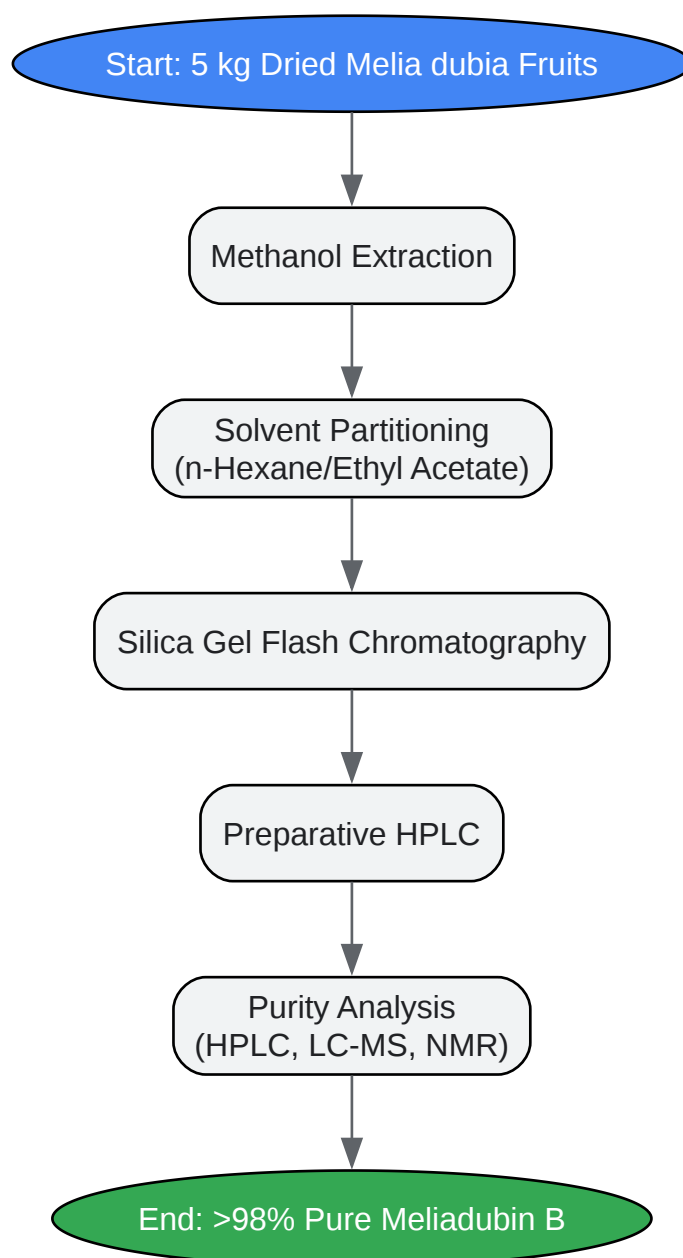 Start: 5 kg Dried Melia dubia Fruits
Methanol Extraction
Solvent Partitioning
(n-Hexane/Ethyl Acetate)
Silica Gel Flash Chromatography
Preparative HPLC
Purity Analysis
(HPLC, LC-MS, NMR)
End: >98% Pure Meliadubin B